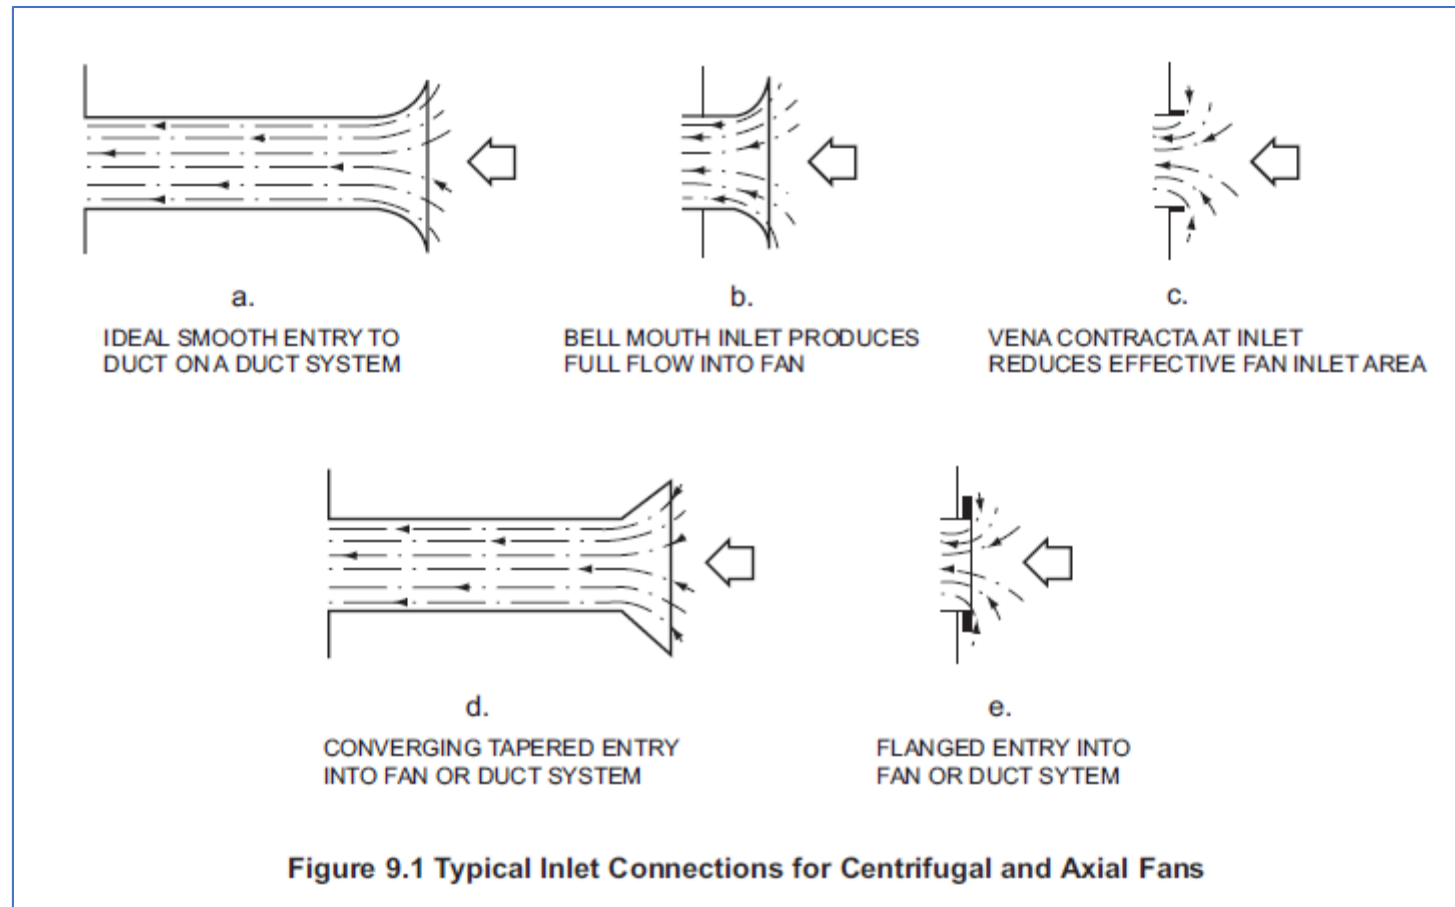 a.
IDEAL SMOOTH ENTRY TO
DUCT ON A DUCT SYSTEM
b.
BELL MOUTH INLET PRODUCES
FULL FLOW INTO FAN
c.
VENA CONTRACTA AT INLET
REDUCES EFFECTIVE FAN INLET AREA
d.
CONVERGING TAPERED ENTRY
INTO FAN OR DUCT SYSTEM
e.
FLANGED ENTRY INTO
FAN OR DUCT SYTEM
Figure 9.1 Typical Inlet Connections for Centrifugal and Axial Fans